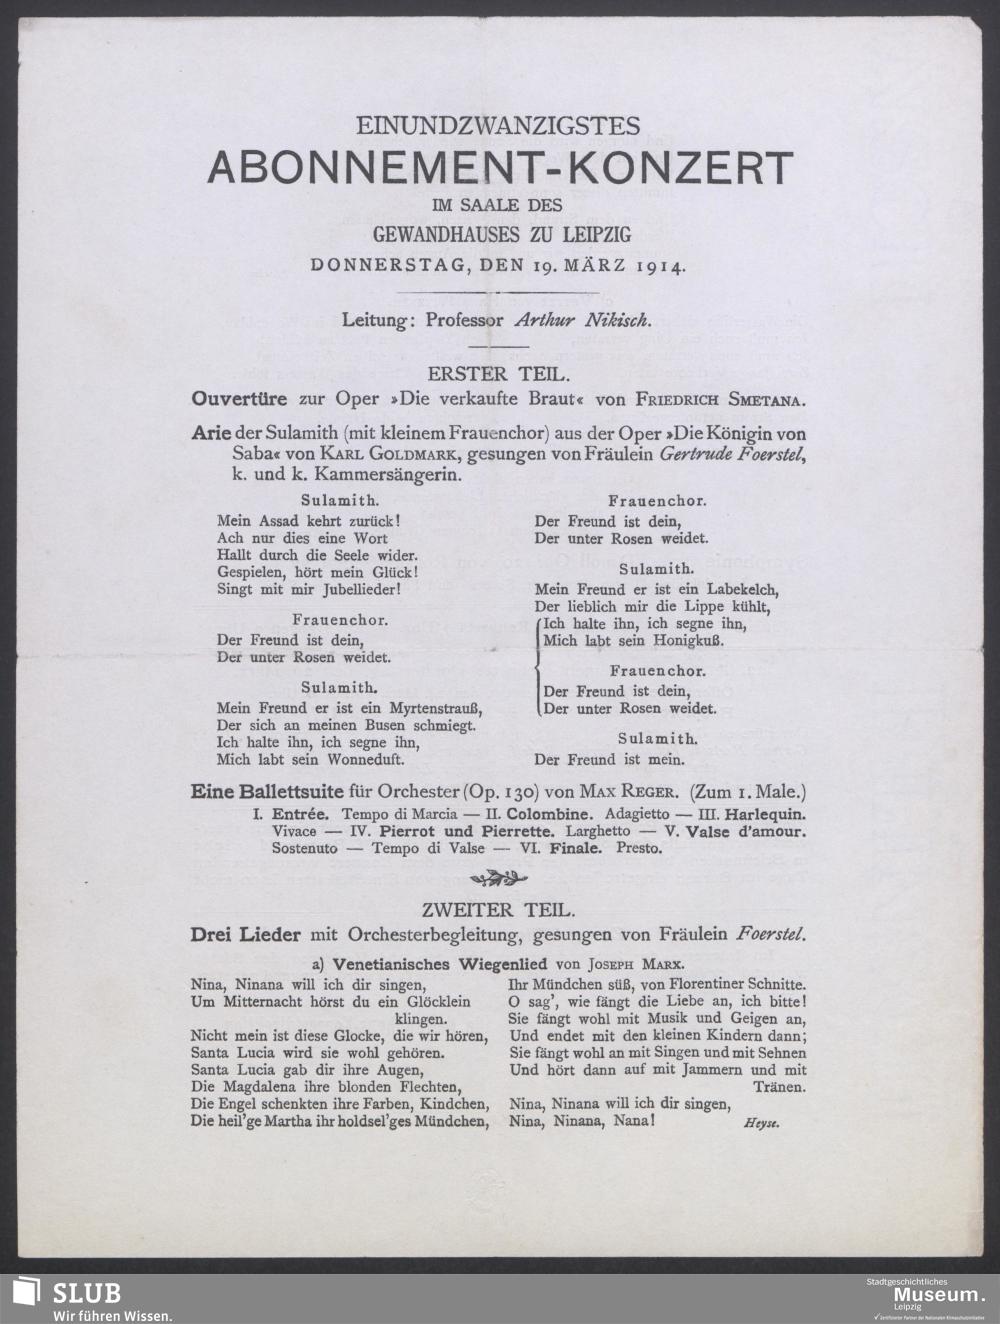 EINUNDZWANZIGSTES
ABONNEMENT-KONZERT
IM SAALE DES
GEWANDHAUSES ZU LEIPZIG
DONNERSTAG, DEN 19. MÄRZ 1914.
Leitung: Professor Arthur Nikisch.
ERSTER TEIL.
Ouvertüre zur Oper »Die verkaufte Braut« von FRIEDRICH SMETANA.
Arie der Sulamith (mit kleinem Frauenchor) aus der Oper »Die Königin von
Saba« von KARL GOLDMARK, gesungen von Fräulein Gertrude Foerstel,
k. und k. Kammersängerin.
Sulamith.
Mein Assad kehrt zurück!
Ach nur dies eine Wort
Hallt durch die Seele wider.
Gespielen, hört mein Glück!
Singt mit mir Jubellieder!
Frauenchor.
Der Freund ist dein,
Der unter Rosen weidet.
Sulamith.
Mein Freund er ist ein Myrtenstrauß,
Der sich an meinen Busen schmiegt.
Ich halte ihn, ich segne ihn,
Mich labt sein Wonneduft.
Frauenchor.
Der Freund ist dein,
Der unter Rosen weidet.
Sulamith.
Mein Freund er ist ein Labekelch,
Der lieblich mir die Lippe kühlt,
Ich halte ihn, ich segne ihn,
Mich labt sein Honigkuß.
Frauenchor.
Der Freund ist dein,
Der unter Rosen weidet.
Sulamith.
Der Freund ist mein.
Eine Ballettsuite für Orchester (Op. 130) von MAX REGER. (Zum 1. Male.)
I. Entrée. Tempo di Marcia — II. Colombine. Adagietto — III. Harlequin.
Vivace — IV. Pierrot und Pierrette. Larghetto — V. Valse d'amour.
Sostenuto — Tempo di Valse — VI. Finale. Presto.
ZWEITER TEIL.
Drei Lieder mit Orchesterbegleitung, gesungen von Fräulein Foerstel.
a) Venetianisches Wiegenlied von JOSEPH MARX.
Nina, Ninana will ich dir singen,
Um Mitternacht hörst du ein Glöcklein
klingen.
Nicht mein ist diese Glocke, die wir hören,
Santa Lucia wird sie wohl gehören.
Santa Lucia gab dir ihre Augen,
Die Magdalena ihre blonden Flechten,
Die Engel schenkten ihre Farben, Kindchen,
Die heil'ge Martha ihr holdsel'ges Mündchen,
Ihr Mündchen süß, von Florentiner Schnitte.
O sag', wie fängt die Liebe an, ich bitte!
Sie fängt wohl mit Musik und Geigen an,
Und endet mit den kleinen Kindern dann;
Sie fängt wohl an mit Singen und mit Sehnen
Und hört dann auf mit Jammern und mit
Tränen.
Nina, Ninana will ich dir singen,
Nina, Ninana, Nana!
Heyse.
SLUB
Wir führen Wissen.
Stadtgeschichtliches
Museum.
Leipzig
Zertifizierter Partner der Nationalen Klimaschutzinitiative